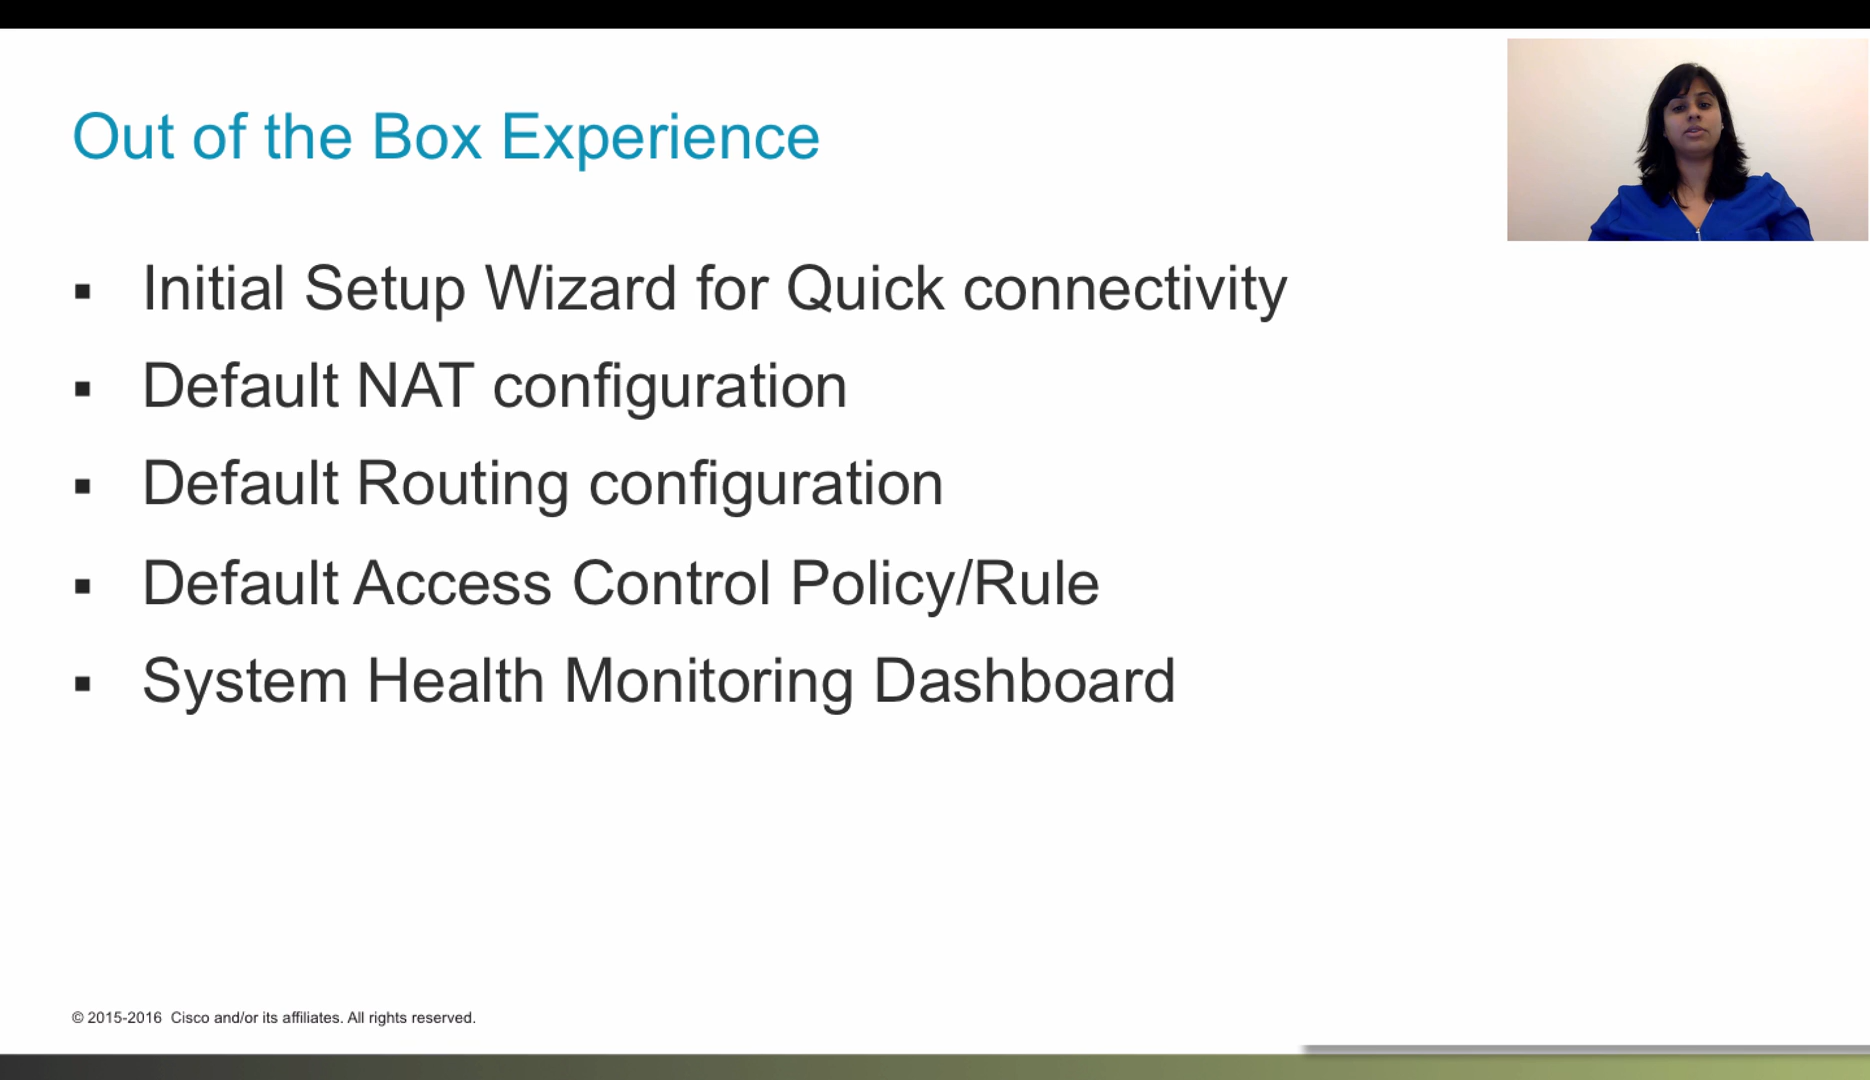 Out of the Box Experience
▪ Initial Setup Wizard for Quick connectivity
▪ Default NAT configuration
▪ Default Routing configuration
▪ Default Access Control Policy/Rule
▪ System Health Monitoring Dashboard
© 2015-2016 Cisco and/or its affiliates. All rights reserved.